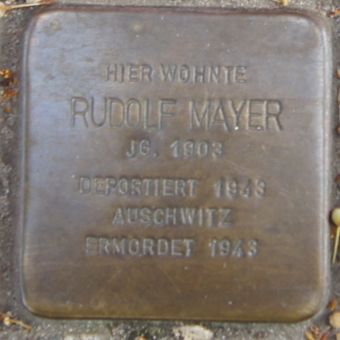 HIER WOHNTE
RUDOLF MAYER
JG. 1903
DEPORTIERT 1943
AUSCHWITZ
ERMORDET 1943